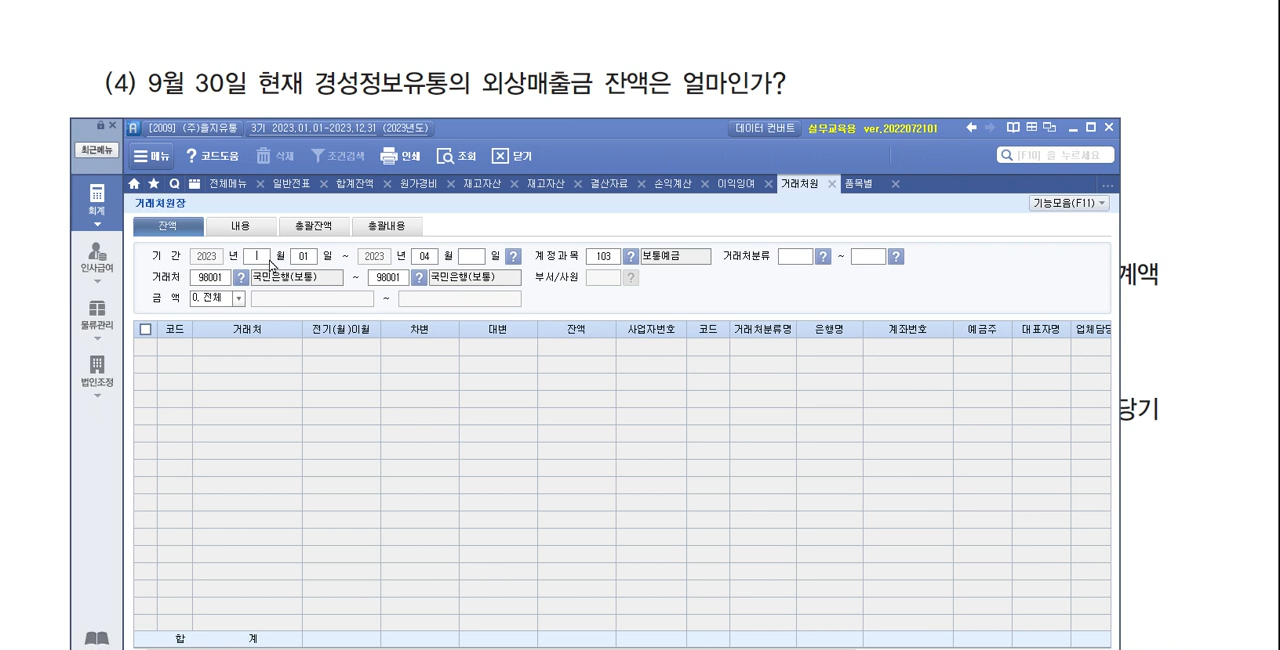 (4) 9월 30일 현재 경성정보유통의 외상매출금 잔액은 얼마인가?
[2009] (주)을지유통 3기 2023.01.01-2023.12.31 (2023년도) 데이터 컨버트 실무교육용 ver.2022072101
최근메뉴 메뉴 코드도움 삭제 조건검색 인쇄 조회 닫기 [F10] 을 누르세요
전체메뉴 일반전표 합계잔액 원가경비 재고자산 재고자산 결산자료 손익계산 이익잉여 거래처원 품목별
거래처원장 기능모음(F11)
회계
잔액 내용 총괄잔액 총괄내용
인사급여
물류관리
법인조정
기 간 2023 년 월 01 일 ~ 2023 년 04 월 일 계정과목 103 보통예금 거래처분류 ~
거래처 98001 국민은행(보통) ~ 98001 국민은행(보통) 부서/사원
금 액 0. 전체 ~
계액
코드 거래처 전기(월)이월 차변 대변 잔액 사업자번호 코드 거래처분류명 은행명 계좌번호 예금주 대표자명 업체담당
당기
합 계